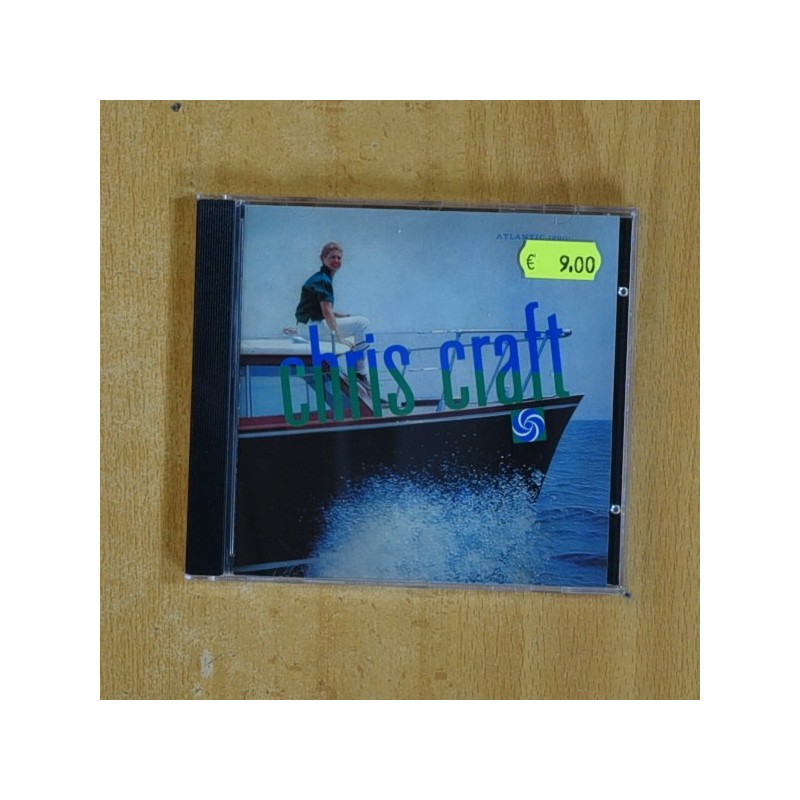 ATLANTIC
€ 9.00
chris craft